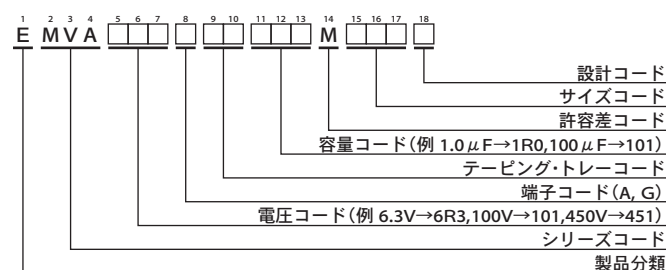 1 2 3 4 5 6 7 8 9 10 11 12 13 14 15 16 17 18
E MVA □□□ □ □□ □□□ M □□□ □
設計コード
サイズコード
許容差コード
容量コード(例 1.0μF→1R0,100μF→101)
テーピング・トレーコード
端子コード(A, G)
電圧コード(例 6.3V→6R3,100V→101,450V→451)
シリーズコード
製品分類